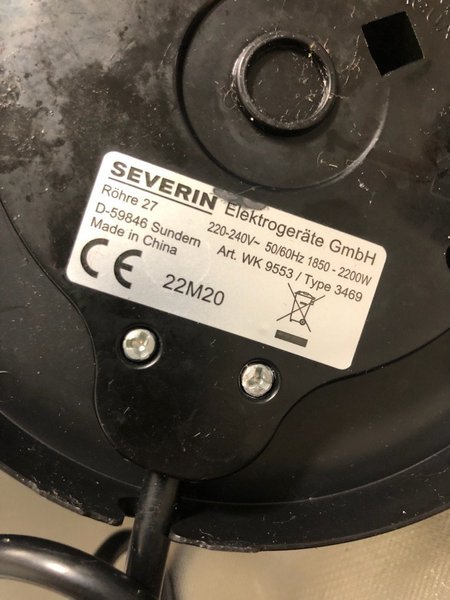 SEVERIN Elektrogeräte GmbH
Röhre 27
220-240V~ 50/60Hz 1850 - 2200W
D-59846 Sundern
Art. WK 9553 / Type 3469
Made in China
CE
22M20